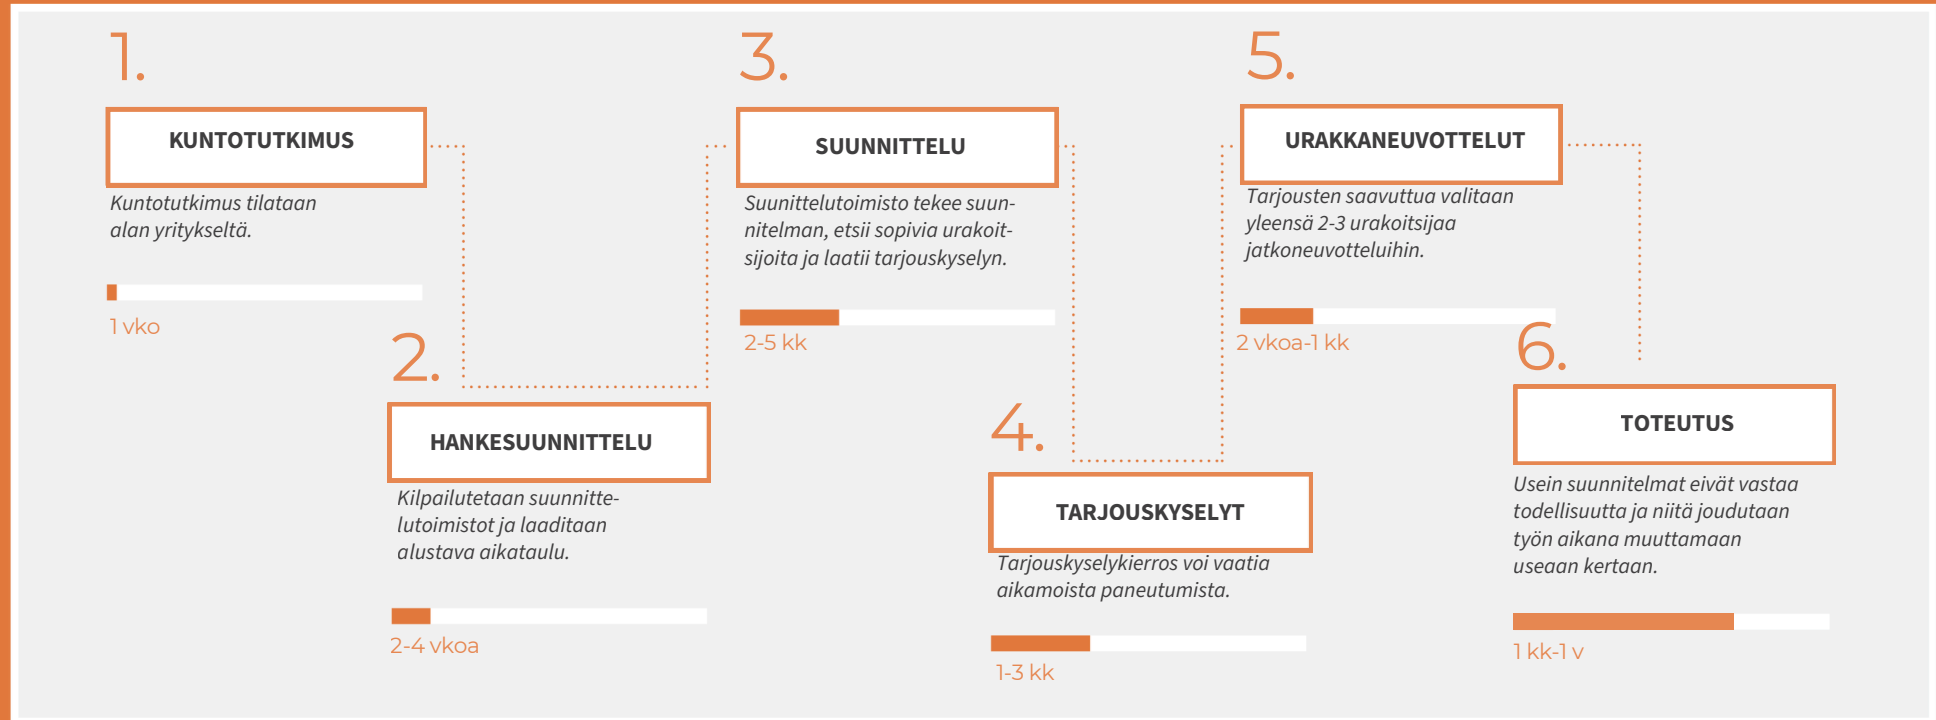 1.
KUNTOTUTKIMUS
Kuntotutkimus tilataan
alan yritykseltä.
1 vko
2.
HANKESUUNNITTELU
Kilpailutetaan suunnitte-
lutoimistot ja laaditaan
alustava aikataulu.
2-4 vkoa
3.
SUUNNITTELU
Suunittelutoimisto tekee suun-
nitelman, etsii sopivia urakoit-
sijoita ja laatii tarjouskyselyn.
2-5 kk
4.
TARJOUSKYSELYT
Tarjouskyselykierros voi vaatia
aikamoista paneutumista.
1-3 kk
5.
URAKKANEUVOTTELUT
Tarjousten saavuttua valitaan
yleensä 2-3 urakoitsijaa
jatkoneuvotteluihin.
2 vkoa-1 kk
6.
TOTEUTUS
Usein suunnitelmat eivät vastaa
todellisuutta ja niitä joudutaan
työn aikana muuttamaan
useaan kertaan.
1 kk-1 v